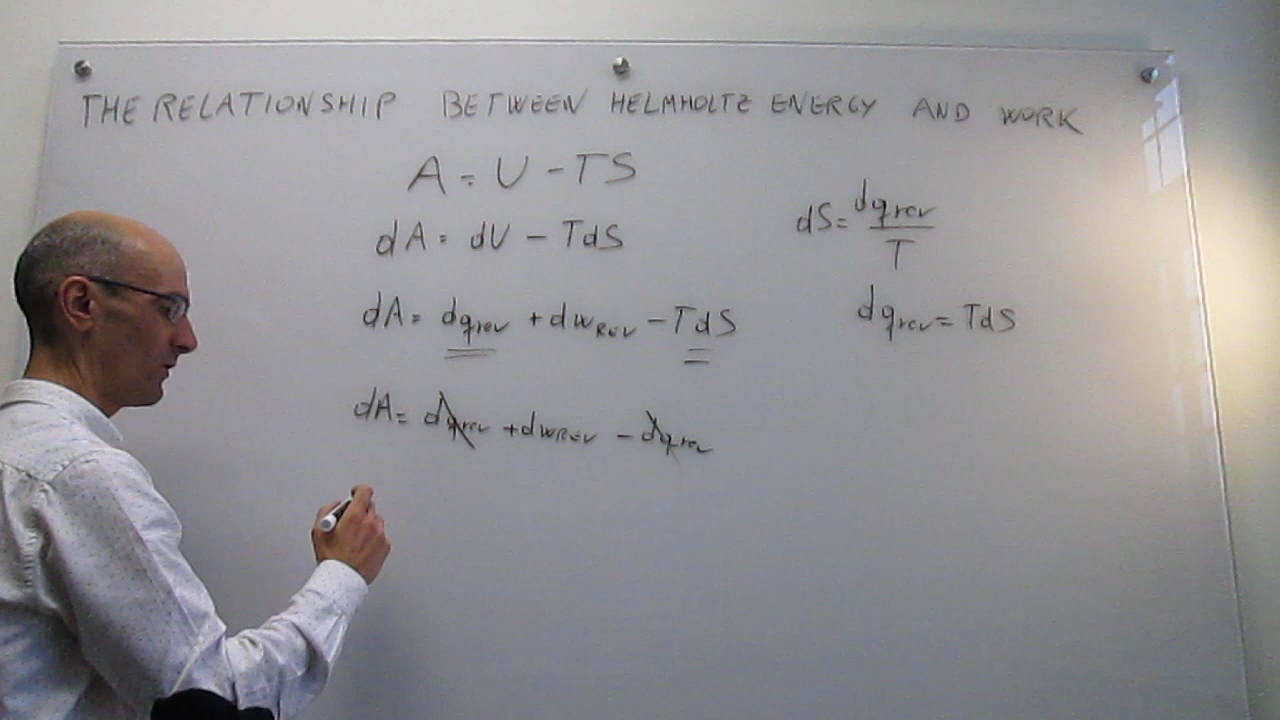 THE RELATIONSHIP BETWEEN HELMHOLTZ ENERGY AND WORK
A = U - TS
dA = dU - TdS
dA = dqrev + dwRev - TdS
dA = dqrev + dwRev - dqrev
dS = dqrev / T
dqrev = TdS